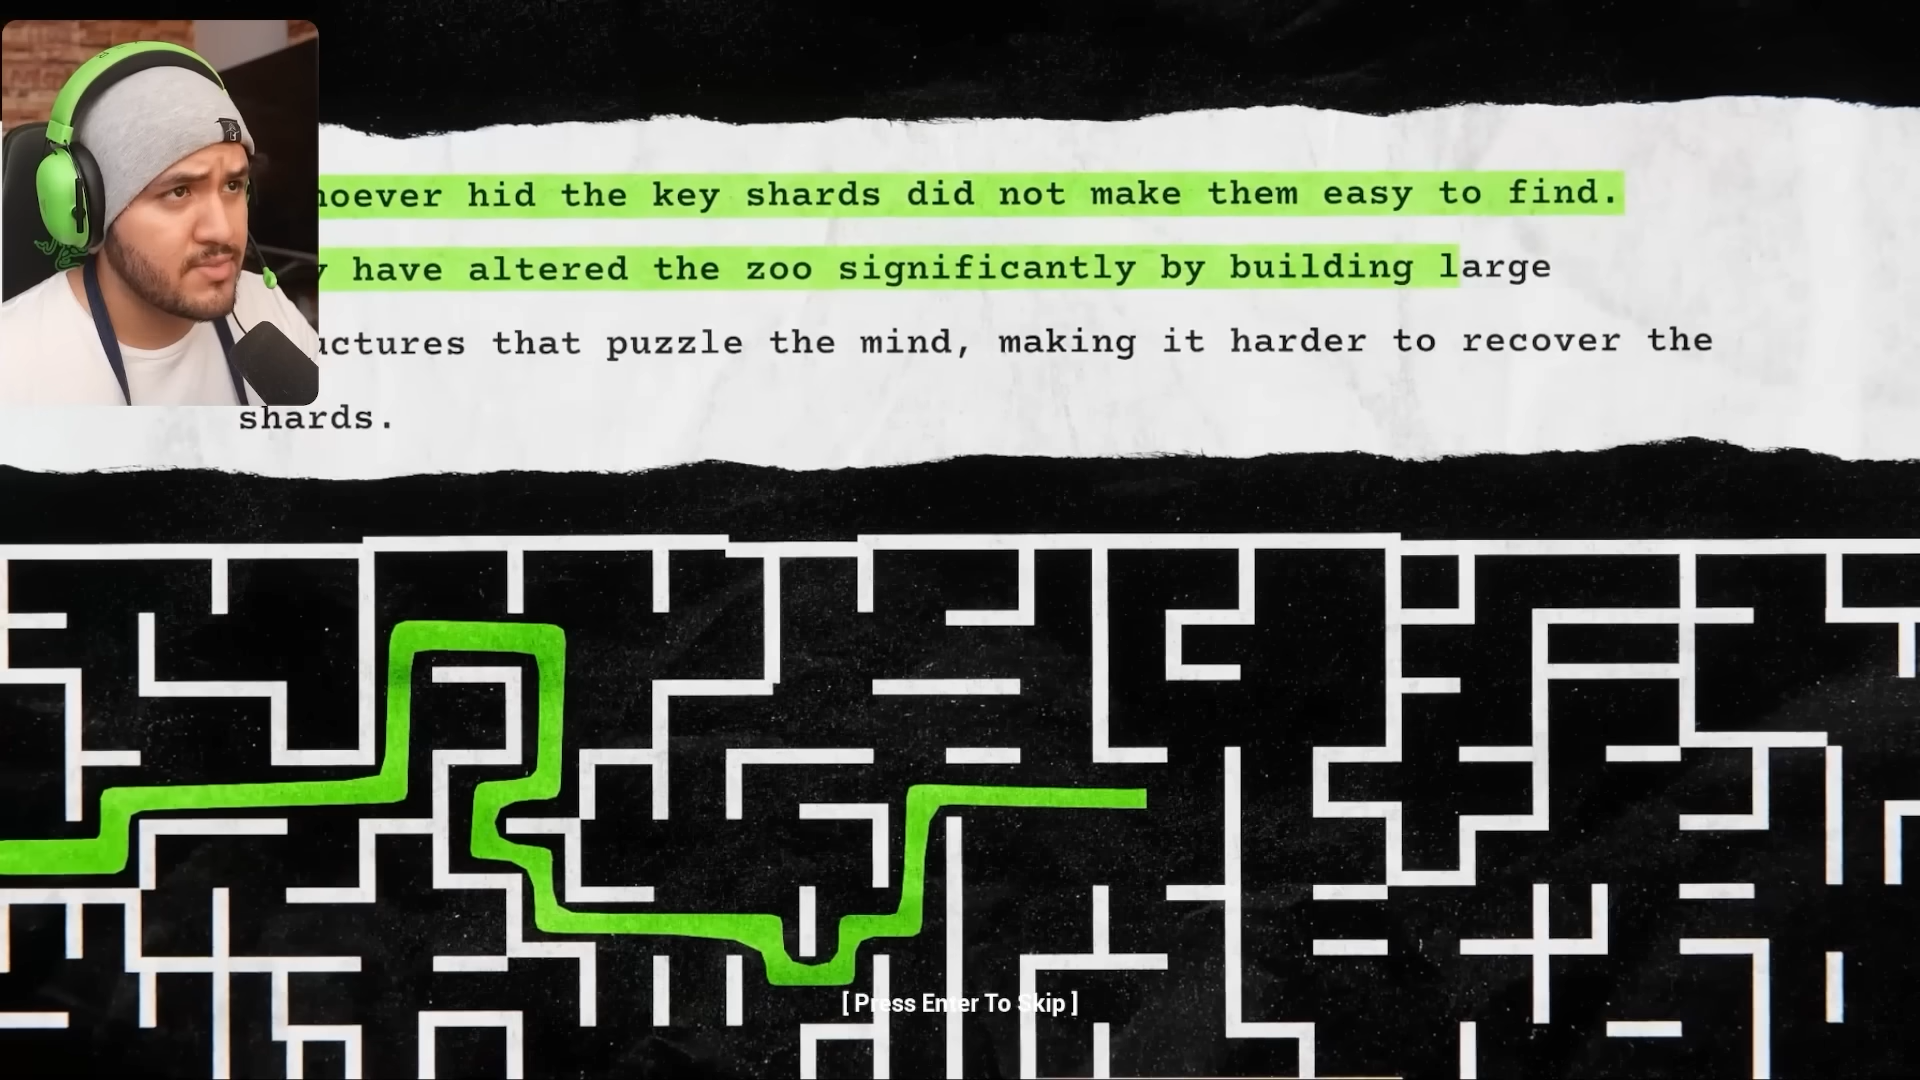 hoever hid the key shards did not make them easy to find.
y have altered the zoo significantly by building large
uctures that puzzle the mind, making it harder to recover the
shards.
[ Press Enter To Skip ]